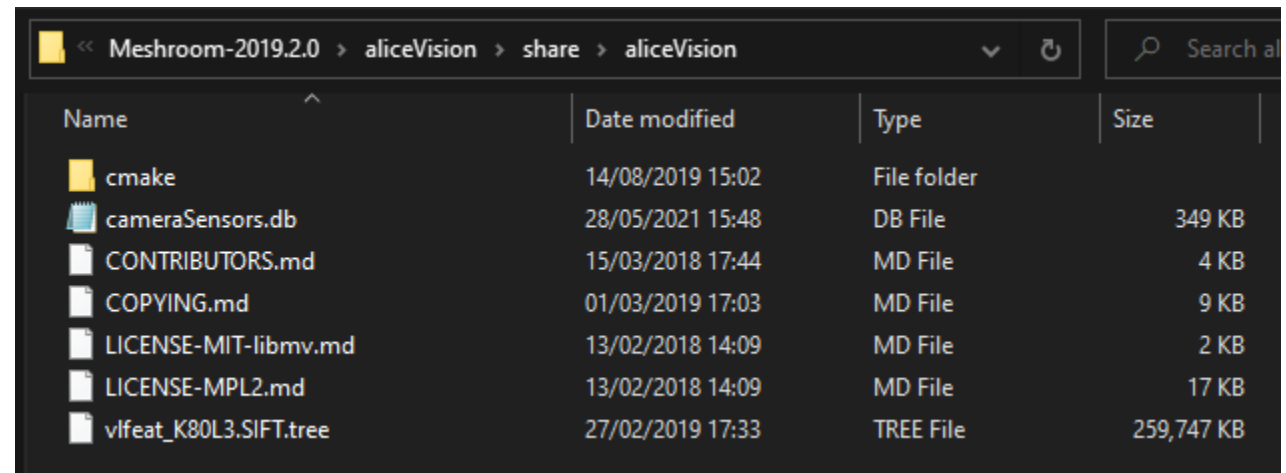 « Meshroom-2019.2.0 › aliceVision › share › aliceVision Search al
Name Date modified Type Size
cmake 14/08/2019 15:02 File folder
cameraSensors.db 28/05/2021 15:48 DB File 349 KB
CONTRIBUTORS.md 15/03/2018 17:44 MD File 4 KB
COPYING.md 01/03/2019 17:03 MD File 9 KB
LICENSE-MIT-libmv.md 13/02/2018 14:09 MD File 2 KB
LICENSE-MPL2.md 13/02/2018 14:09 MD File 17 KB
vlfeat_K80L3.SIFT.tree 27/02/2019 17:33 TREE File 259,747 KB